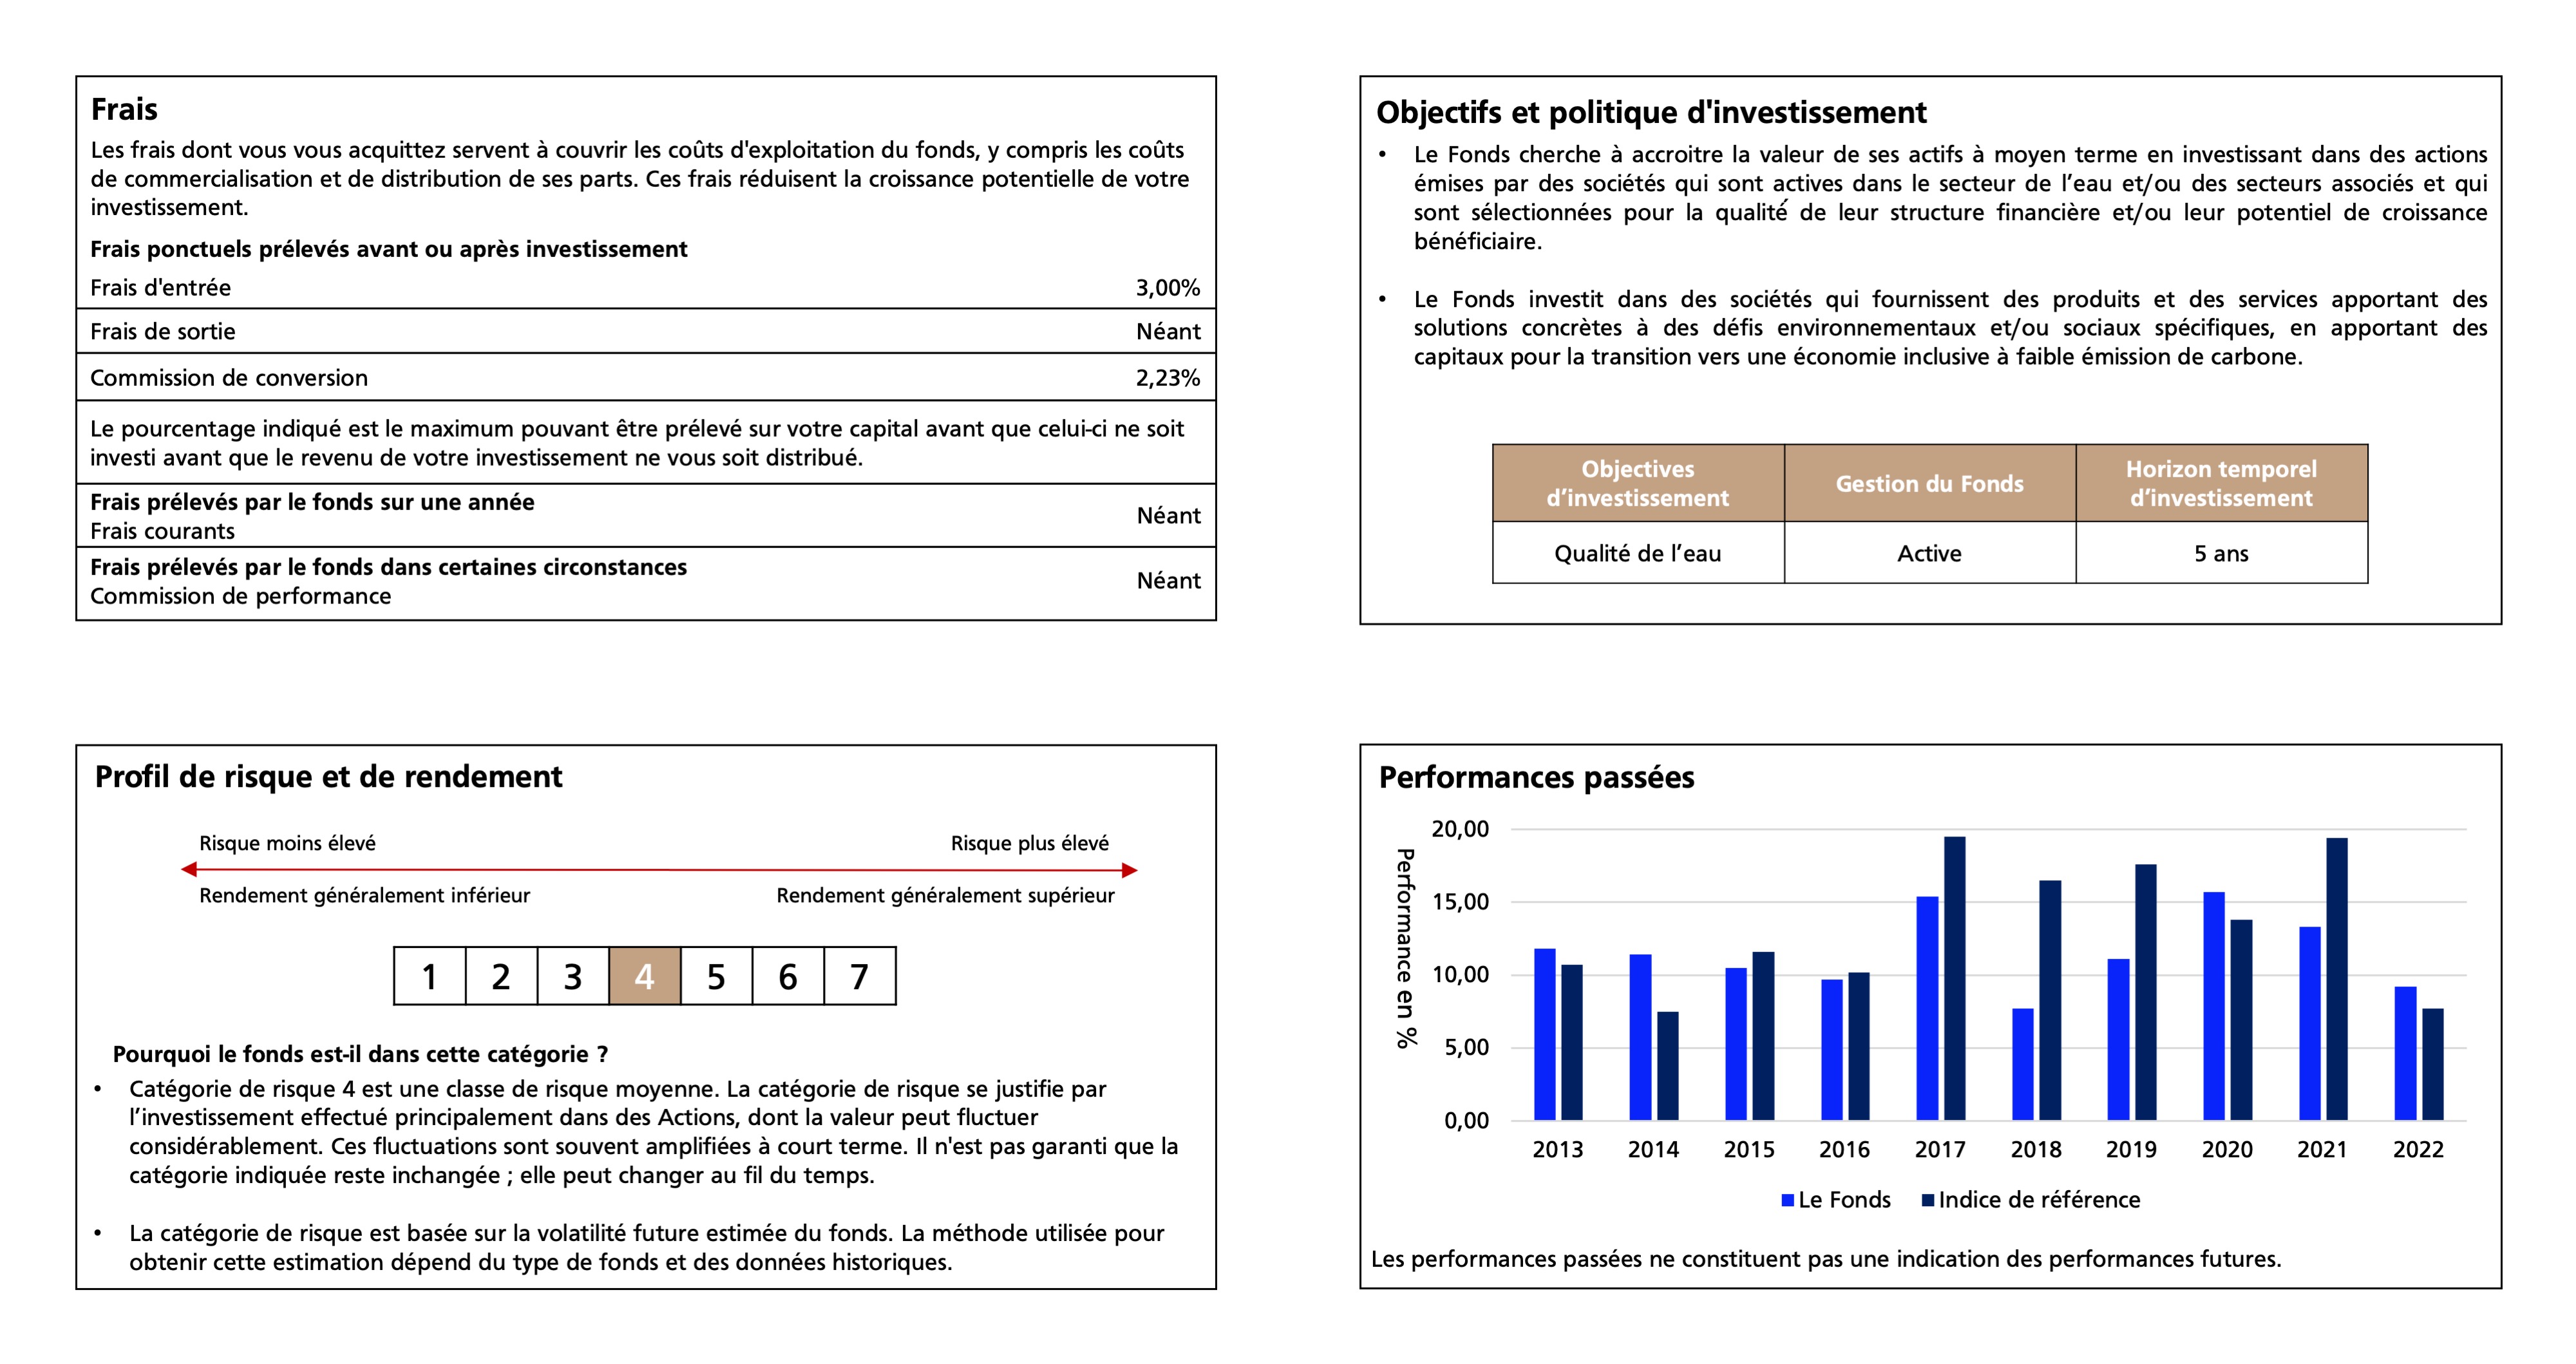 Frais
Les frais dont vous vous acquittez servent à couvrir les coûts d'exploitation du fonds, y compris les coûts
de commercialisation et de distribution de ses parts. Ces frais réduisent la croissance potentielle de votre
investissement.
Frais ponctuels prélevés avant ou après investissement
Frais d'entrée 3,00%
Frais de sortie Néant
Commission de conversion 2,23%
Le pourcentage indiqué est le maximum pouvant être prélevé sur votre capital avant que celui-ci ne soit
investi avant que le revenu de votre investissement ne vous soit distribué.
Frais prélevés par le fonds sur une année
Frais courants
Néant
Frais prélevés par le fonds dans certaines circonstances
Commission de performance
Néant
Objectifs et politique d'investissement
• Le Fonds cherche à accroitre la valeur de ses actifs à moyen terme en investissant dans des actions
émises par des sociétés qui sont actives dans le secteur de l’eau et/ou des secteurs associés et qui
sont sélectionnées pour la qualité́ de leur structure financière et/ou leur potentiel de croissance
bénéficiaire.
• Le Fonds investit dans des sociétés qui fournissent des produits et des services apportant des
solutions concrètes à des défis environnementaux et/ou sociaux spécifiques, en apportant des
capitaux pour la transition vers une économie inclusive à faible émission de carbone.
Objectives
d’investissement
Gestion du Fonds
Horizon temporel
d’investissement
Qualité de l’eau Active 5 ans
Profil de risque et de rendement
Risque moins élevé Risque plus élevé
Rendement généralement inférieur Rendement généralement supérieur
1 2 3 4 5 6 7
Pourquoi le fonds est-il dans cette catégorie ?
• Catégorie de risque 4 est une classe de risque moyenne. La catégorie de risque se justifie par
l’investissement effectué principalement dans des Actions, dont la valeur peut fluctuer
considérablement. Ces fluctuations sont souvent amplifiées à court terme. Il n'est pas garanti que la
catégorie indiquée reste inchangée ; elle peut changer au fil du temps.
• La catégorie de risque est basée sur la volatilité future estimée du fonds. La méthode utilisée pour
obtenir cette estimation dépend du type de fonds et des données historiques.
Performances passées
Performance en %
20,00
15,00
10,00
5,00
0,00
2013 2014 2015 2016 2017 2018 2019 2020 2021 2022
Le Fonds Indice de référence
Les performances passées ne constituent pas une indication des performances futures.